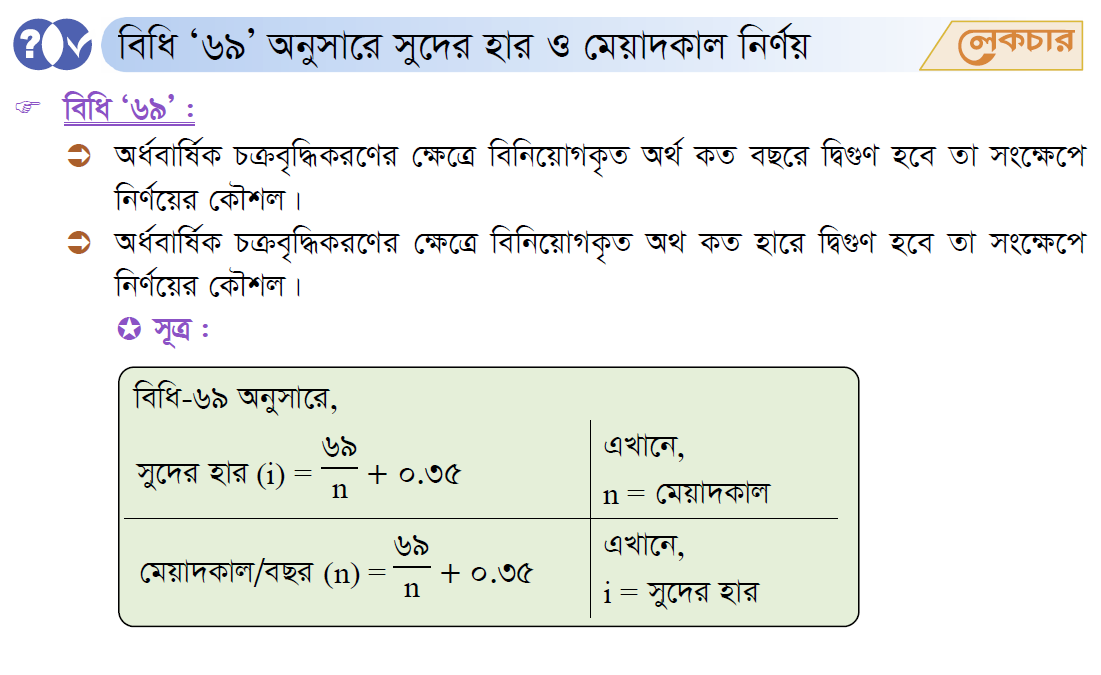 বিধি ‘৬৯’ অনুসারে সুদের হার ও মেয়াদকাল নির্ণয়
লেকচার
বিধি ‘৬৯’ :
অর্ধবার্ষিক চক্রবৃদ্ধিকরণের ক্ষেত্রে বিনিয়োগকৃত অর্থ কত বছরে দ্বিগুণ হবে তা সংক্ষেপে
নির্ণয়ের কৌশল।
অর্ধবার্ষিক চক্রবৃদ্ধিকরণের ক্ষেত্রে বিনিয়োগকৃত অথ কত হারে দ্বিগুণ হবে তা সংক্ষেপে
নির্ণয়ের কৌশল।
সূত্র :
বিধি-৬৯ অনুসারে,
সুদের হার (i) = ৬৯/n + ০.৩৫
এখানে,
n = মেয়াদকাল
মেয়াদকাল/বছর (n) = ৬৯/n + ০.৩৫
এখানে,
i = সুদের হার